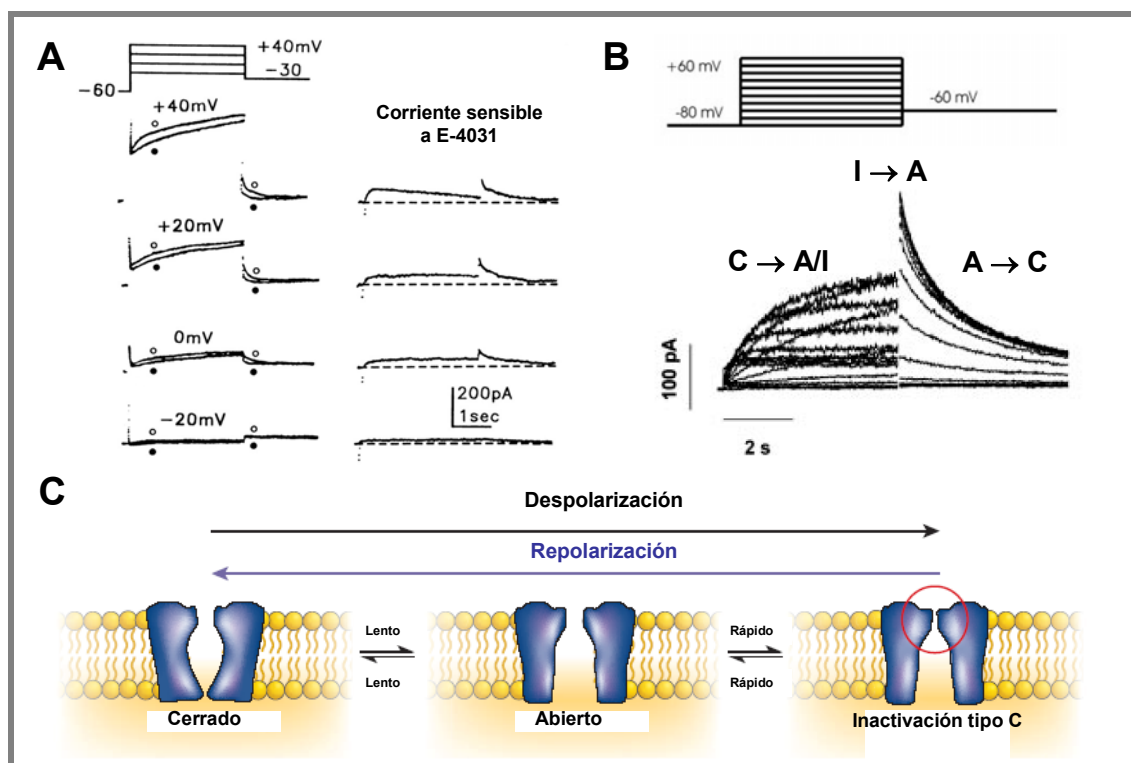 A
+40mV
-30
-60
+40mV
Corriente sensible
a E-4031
+20mV
0mV
200pA
1sec
-20mV
B
+60 mV
-60 mV
-80 mV
I → A
C → A/I
A → C
100 pA
2 s
C
Despolarización
Repolarización
Lento
Lento
Rápido
Rápido
Cerrado
Abierto
Inactivación tipo C